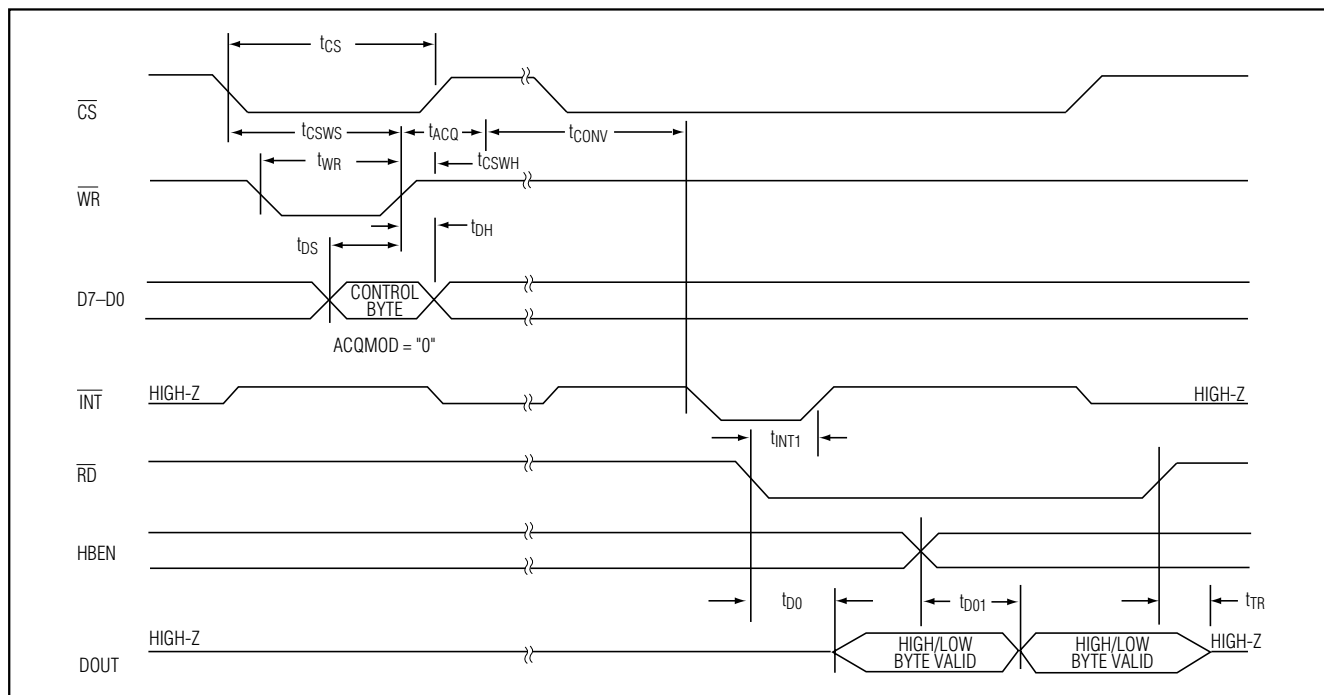 tCS
CS
tCSWS
tACQ
tCONV
tWR
tCSWH
WR
tDS
tDH
D7–D0
CONTROL
BYTE
ACQMOD = "0"
INT
HIGH-Z
HIGH-Z
tINT1
RD
HBEN
tD0
tD01
tTR
DOUT
HIGH-Z
HIGH/LOW
BYTE VALID
HIGH/LOW
BYTE VALID
HIGH-Z